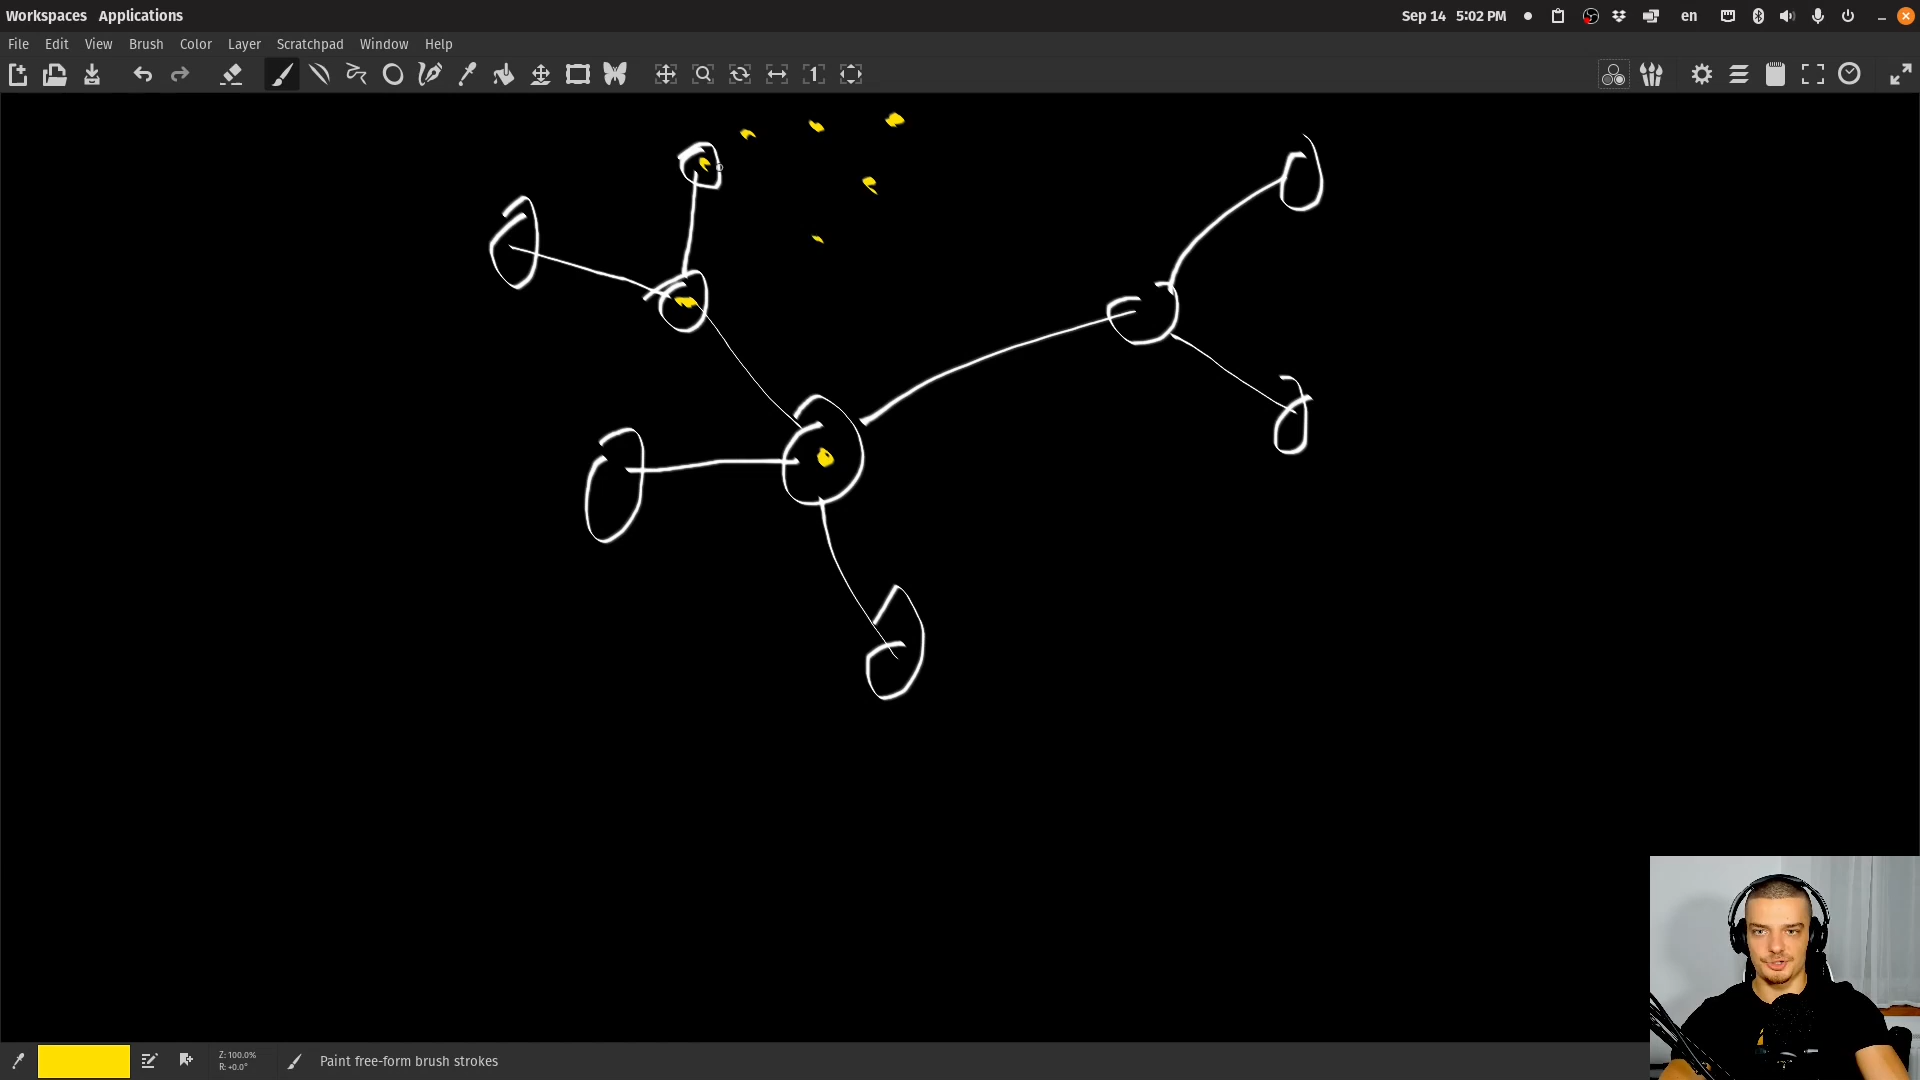 Workspaces Applications
Sep 14 5:02 PM
en
File Edit View Brush Color Layer Scratchpad Window Help
Z: 100.0%
R: +0.0°
Paint free-form brush strokes